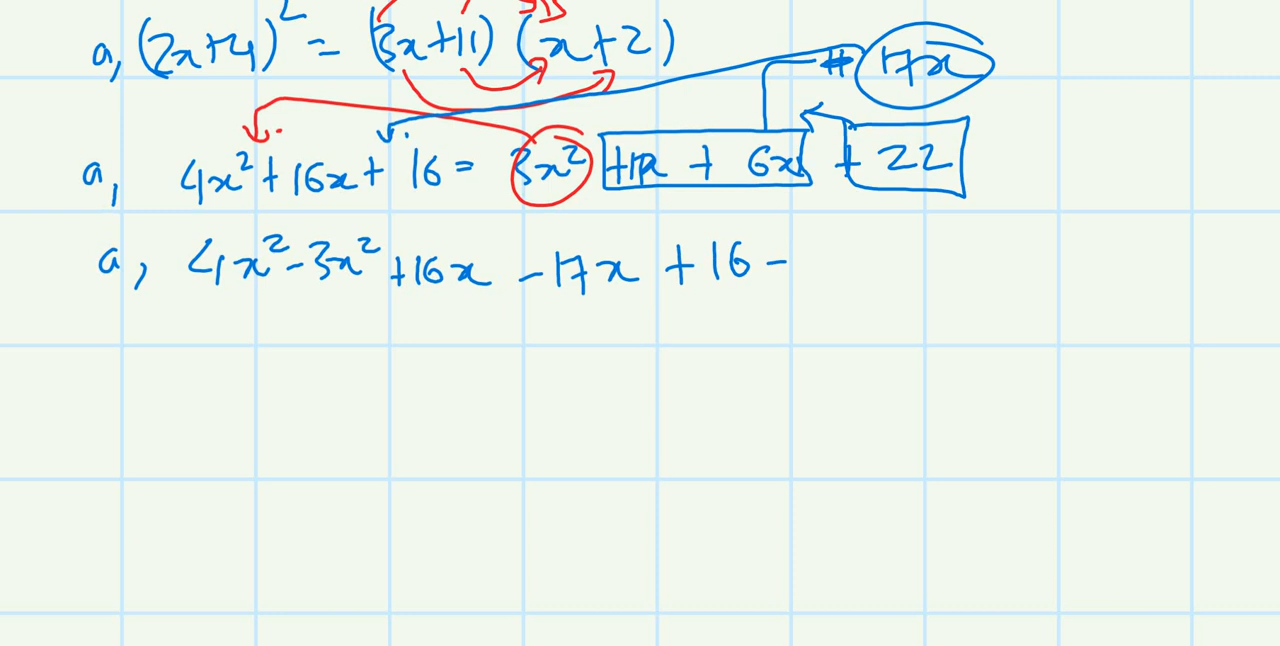 a, (2x+4)² = (3x+11) (x+2)
17x
a, 4x²+16x+ 16 = 3x² +11x + 6x + 22
a, 4x²-3x² +16x -17x +16 -